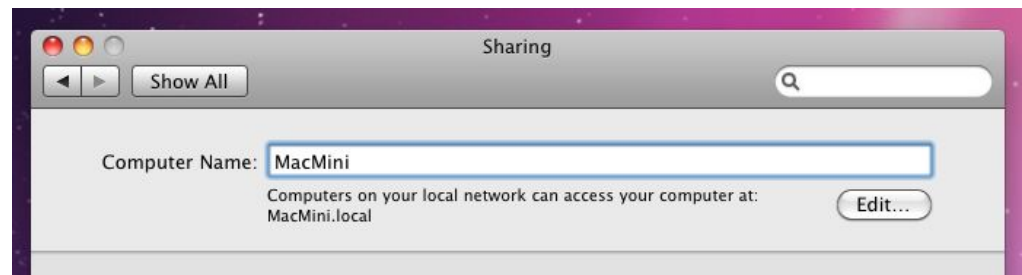 Sharing
Show All
Computer Name: MacMini
Computers on your local network can access your computer at:
MacMini.local
Edit...